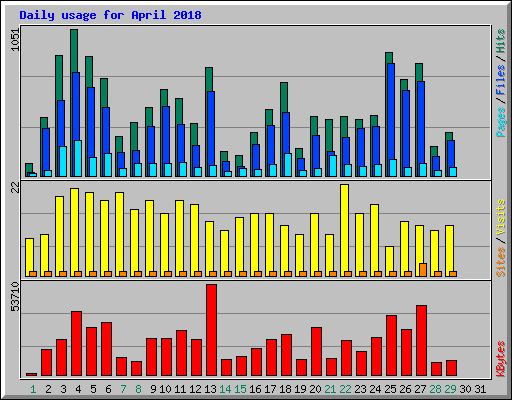 Daily usage for April 2018
1051
Pages / Files / Hits
22
Sites / Visits
53710
KBytes
1 2 3 4 5 6 7 8 9 10 11 12 13 14 15 16 17 18 19 20 21 22 23 24 25 26 27 28 29 30 31